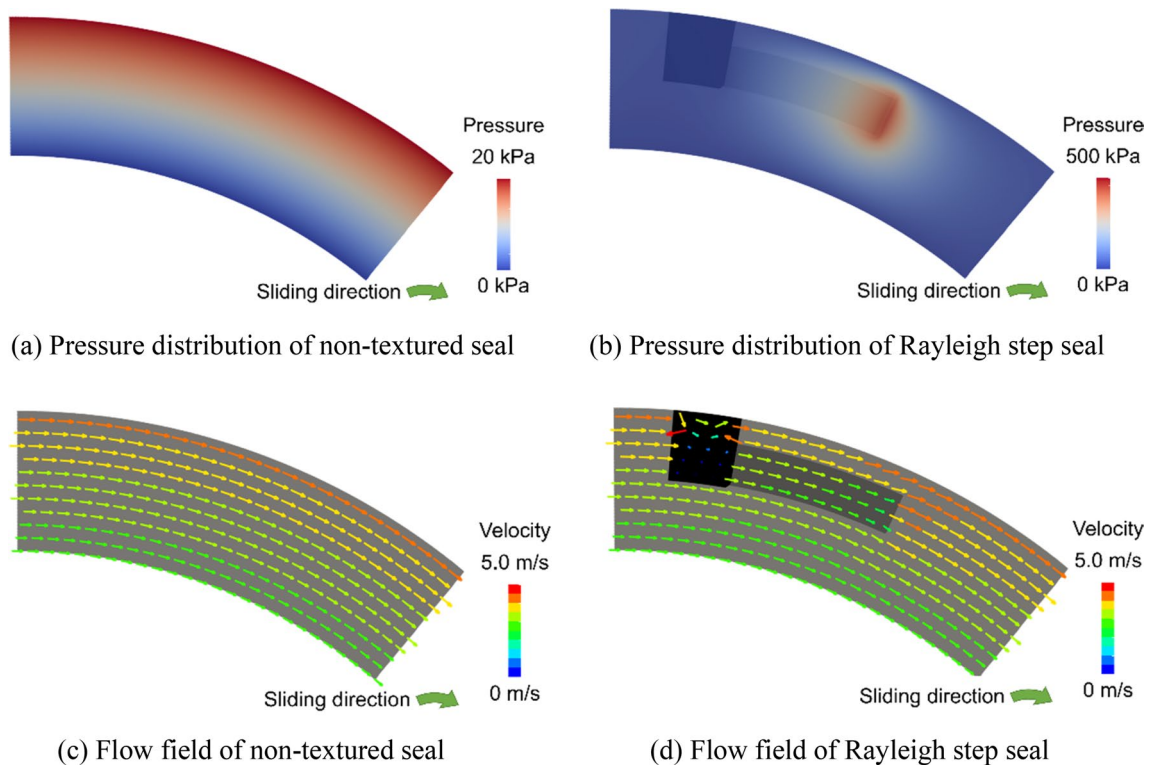 Pressure
20 kPa
0 kPa
Sliding direction
(a) Pressure distribution of non-textured seal
Pressure
500 kPa
0 kPa
Sliding direction
(b) Pressure distribution of Rayleigh step seal
Velocity
5.0 m/s
0 m/s
Sliding direction
(c) Flow field of non-textured seal
Velocity
5.0 m/s
0 m/s
Sliding direction
(d) Flow field of Rayleigh step seal